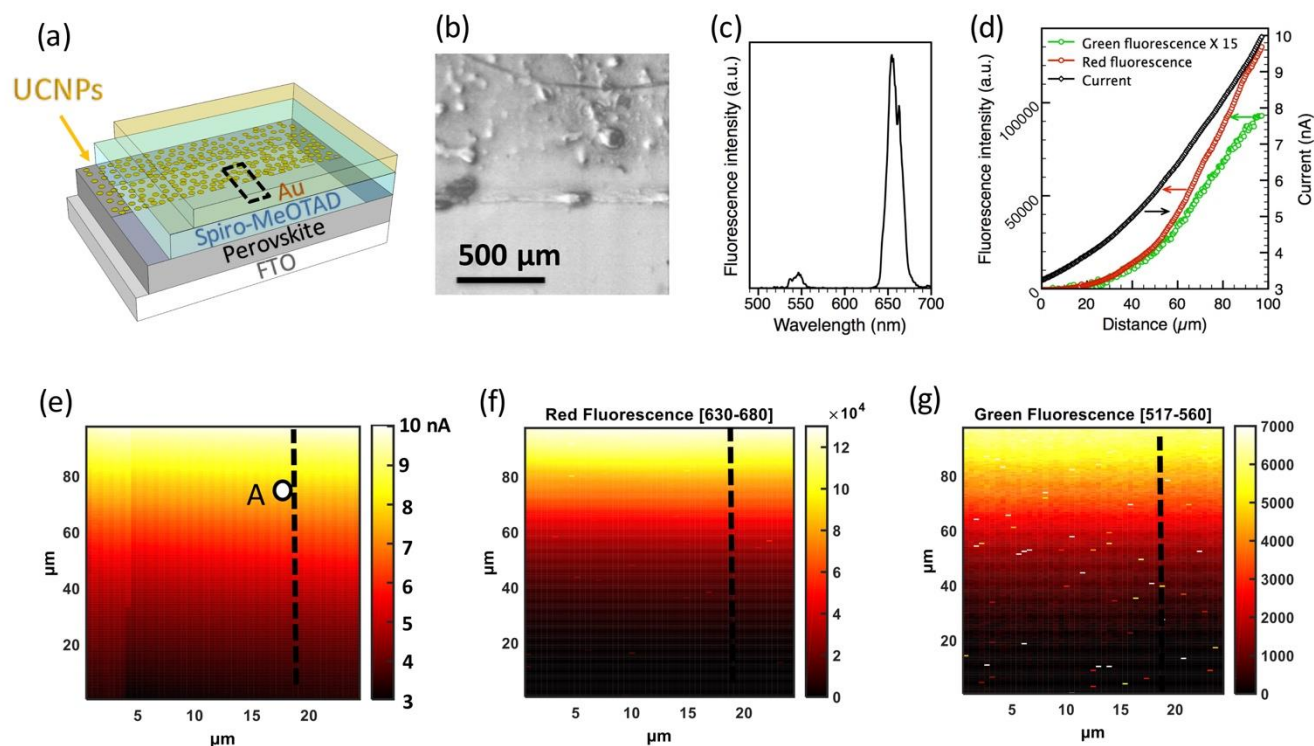 (a)
UCNPs
Au
Spiro-MeOTAD
Perovskite
FTO
(b)
500 µm
(c)
Fluorescence intensity (a.u.)
490
550
600
650
700
Wavelength (nm)
(d)
Green fluorescence X 15
Red fluorescence
Current
Fluorescence intensity (a.u.)
100000
50000
0
10
9
8
7
6
5
4
3
Current (nA)
0
20
40
60
80
100
Distance (µm)
(e)
10 nA
9
8
7
6
5
4
3
A
µm
80
60
40
20
5
10
15
20
µm
(f)
Red Fluorescence [630-680]
×10⁴
12
10
8
6
4
2
0
µm
80
60
40
20
5
10
15
20
µm
(g)
Green Fluorescence [517-560]
7000
6000
5000
4000
3000
2000
1000
0
µm
80
60
40
20
5
10
15
20
µm